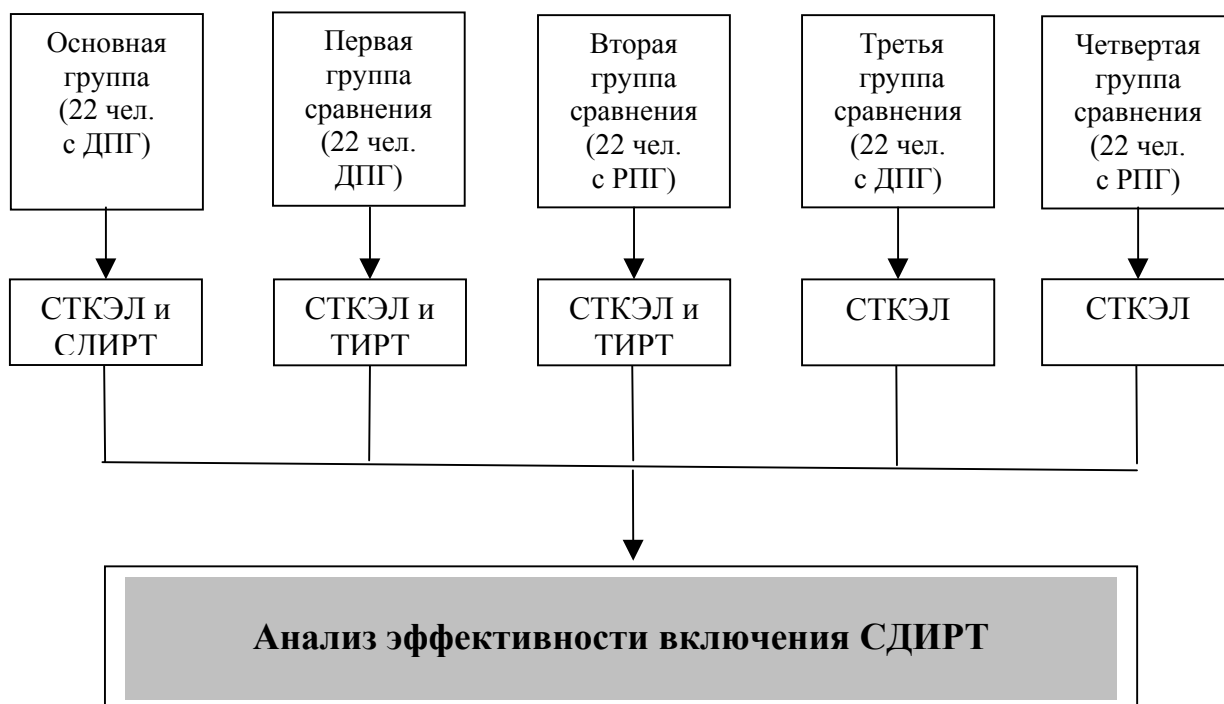 Основная
группа
(22 чел.
с ДПГ)
Первая
группа
сравнения
(22 чел.
ДПГ)
Вторая
группа
сравнения
(22 чел.
с РПГ)
Третья
группа
сравнения
(22 чел.
с ДПГ)
Четвертая
группа
сравнения
(22 чел.
с РПГ)
СТКЭЛ и
СДИРТ
СТКЭЛ и
ТИРТ
СТКЭЛ и
ТИРТ
СТКЭЛ
СТКЭЛ
Анализ эффективности включения СДИРТ